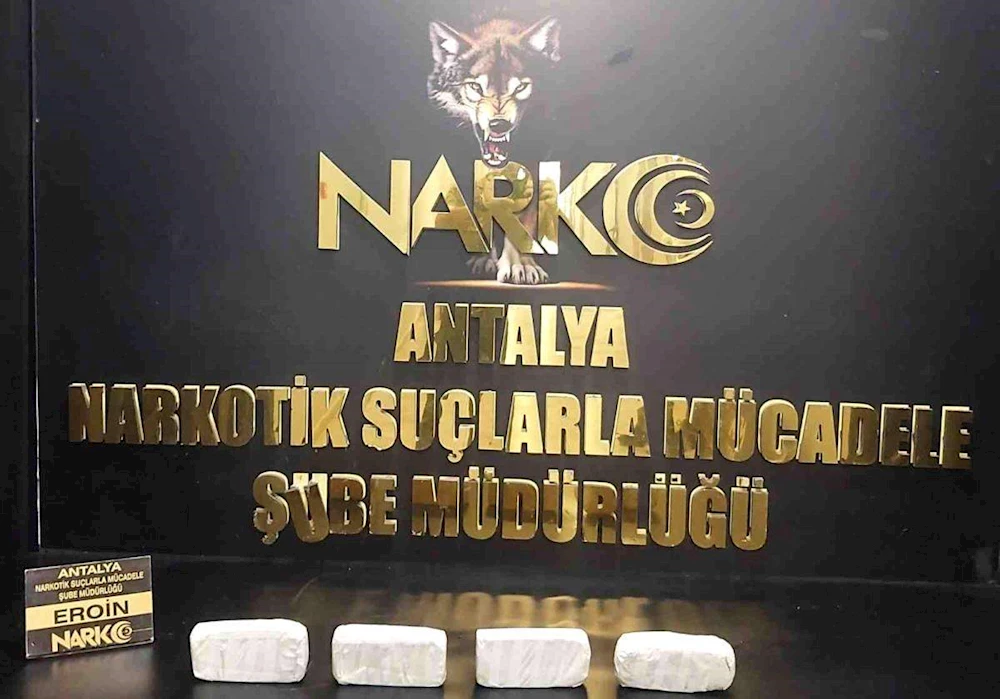 NARKO
ANTALYA
NARKOTİK SUÇLARLA MÜCADELE
ŞUBE MÜDÜRLÜĞÜ
ANTALYA
NARKOTİK SUÇLARLA MÜCADELE
ŞUBE MÜDÜRLÜĞÜ
EROİN
NARKO